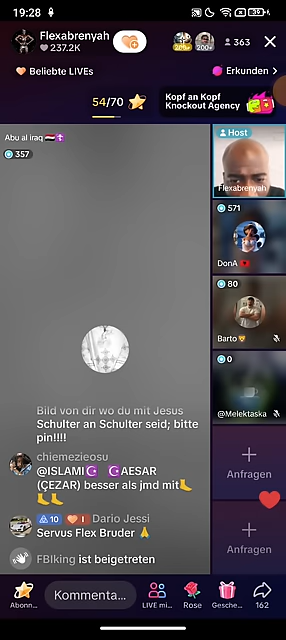 19:28
39
Flexabrenyah
237.2K
200+
200+
363
Beliebte LIVEs
Erkunden >
54/70
Kopf an Kopf
Knockout Agency
Abu al iraq 🇮🇶✝️
357
Host
Flexabrenyah
571
DonA 🇦🇱
80
Barto🦁
0
@Melektaska
Anfragen
Anfragen
Bild von dir wo du mit Jesus
Schulter an Schulter seid; bitte
pin!!!!
chiemezieosu
@ISLAMI☪️ ☪️AESAR
(ÇEZAR) besser als jmd mit🦶
🦶🦶
10 I Dario Jessi
Servus Flex Bruder 🙏
FBIking ist beigetreten
Abonn...
Kommenta...
LIVE mi...
Rose
Gesche...
162